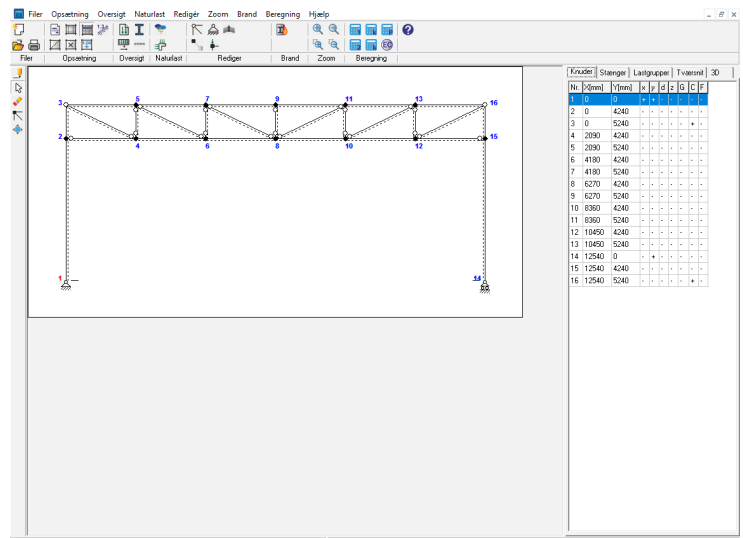 Filer Opsætning Oversigt Naturlast Redigér Zoom Brand Beregning Hjælp
Filer Opsætning Oversigt Naturlast Rediger Brand Zoom Beregning
Knuder Stænger Lastgrupper Tværsnit 3D
Nr. X[mm] Y[mm] x y d z G C F
1 0 0 + + - - - - -
2 0 4240 - - - - - - -
3 0 5240 - - - - - + -
4 2090 4240 - - - - - - -
5 2090 5240 - - - - - - -
6 4180 4240 - - - - - - -
7 4180 5240 - - - - - - -
8 6270 4240 - - - - - - -
9 6270 5240 - - - - - - -
10 8360 4240 - - - - - - -
11 8360 5240 - - - - - - -
12 10450 4240 - - - - - - -
13 10450 5240 - - - - - - -
14 12540 0 - + - - - - -
15 12540 4240 - - - - - - -
16 12540 5240 - - - - - + -
3 5 7 9 11 13 16
2 4 6 8 10 12 15
1 14